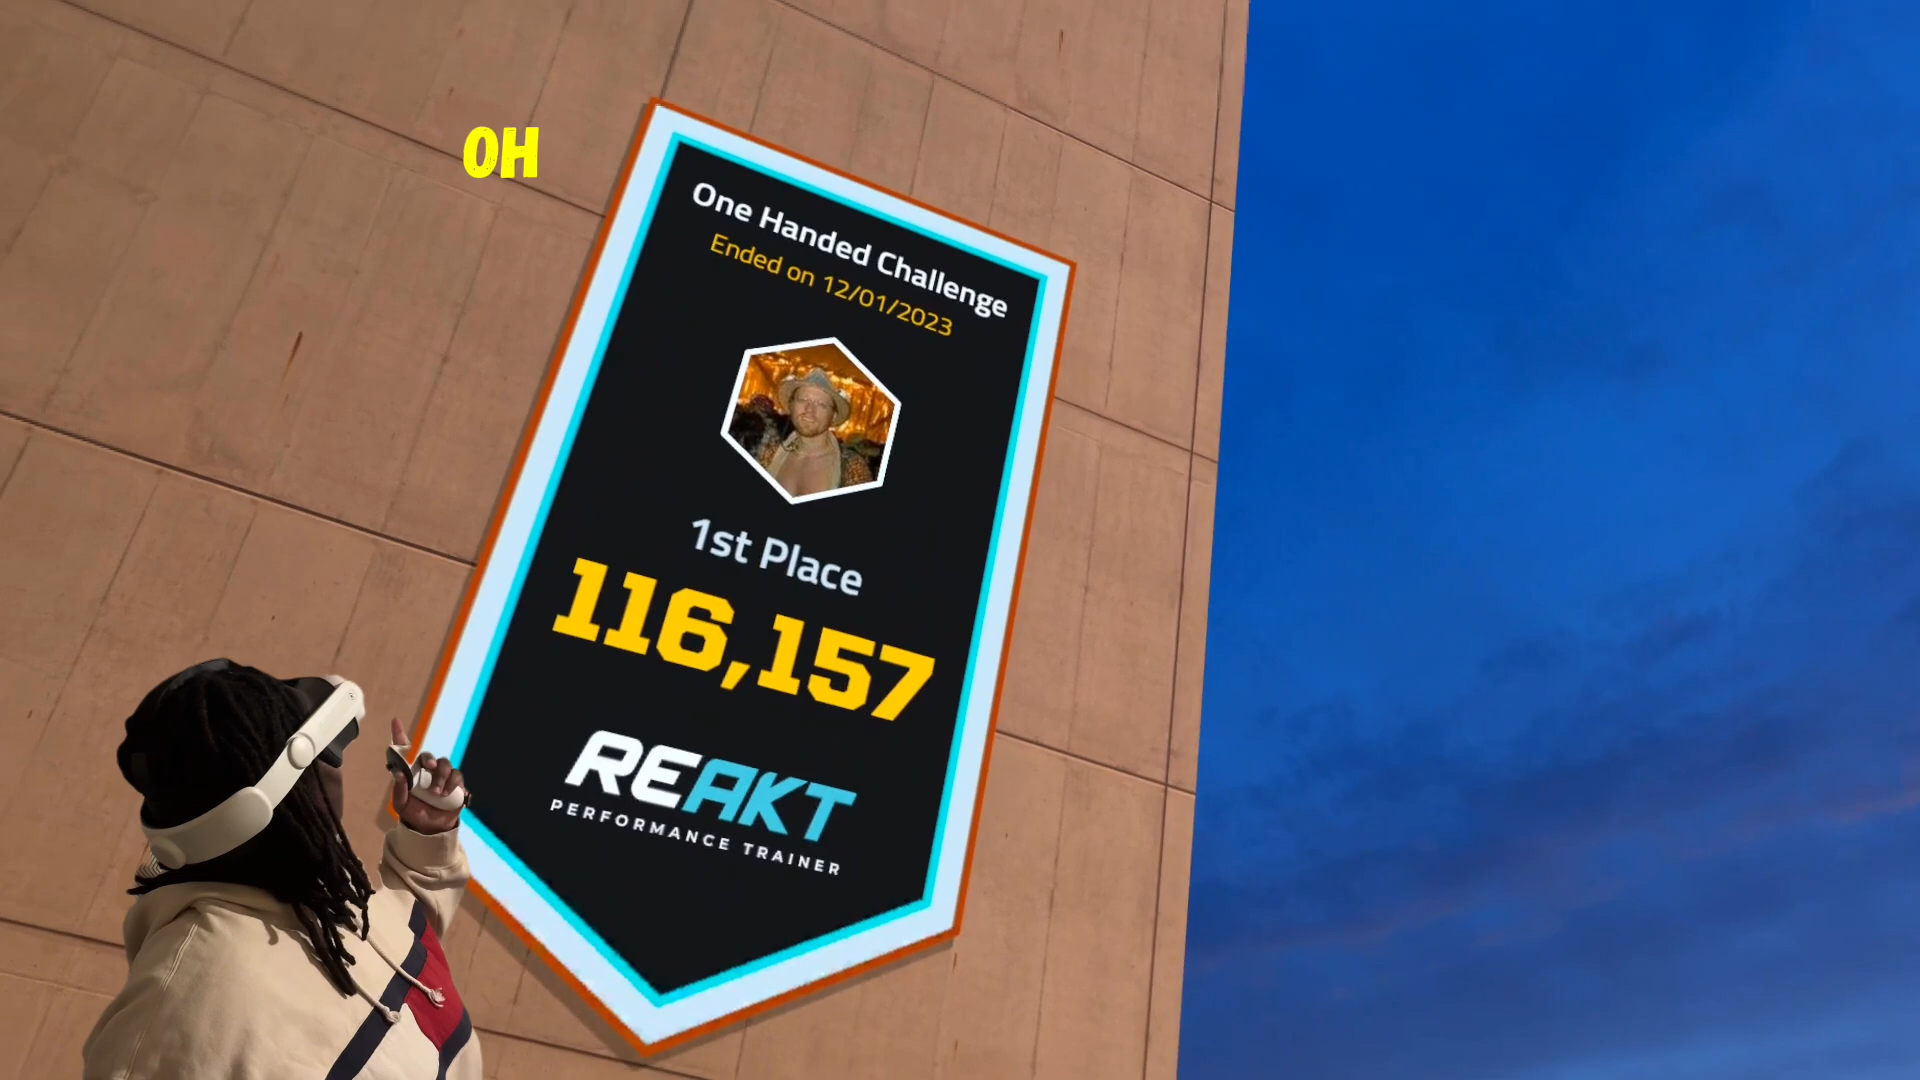 OH
One Handed Challenge
Ended on 12/01/2023
1st Place
116,157
REAKT
PERFORMANCE TRAINER